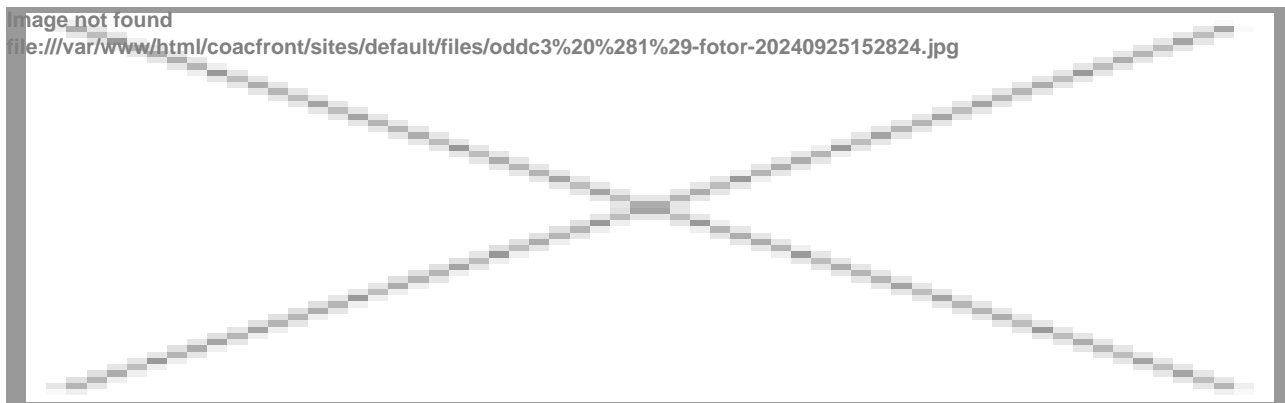 Image not found
file:///var/www/html/coacfront/sites/default/files/oddc3%20%281%29-fotor-20240925152824.jpg